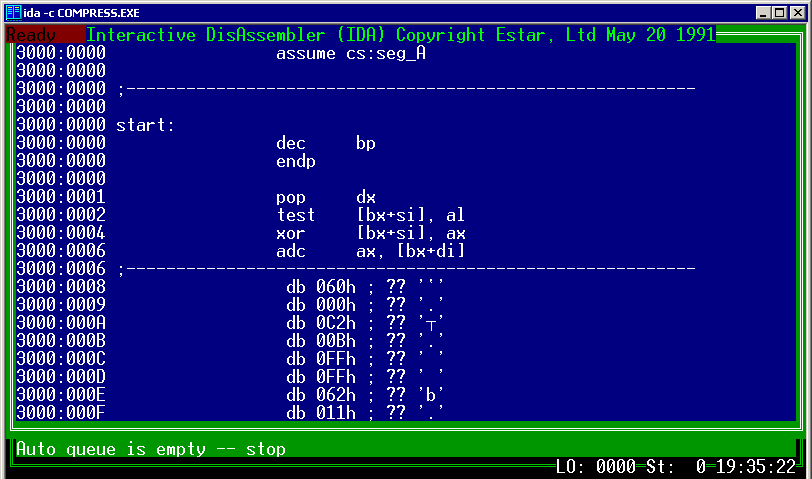 ida -c COMPRESS.EXE
Ready Interactive DisAssembler (IDA) Copyright Estar, Ltd May 20 1991
3000:0000 assume cs:seg_A
3000:0000
3000:0000 ;---------------------------------------------------------
3000:0000
3000:0000 start:
3000:0000 dec bp
3000:0000 endp
3000:0000
3000:0001 pop dx
3000:0002 test [bx+si], al
3000:0004 xor [bx+si], ax
3000:0006 adc ax, [bx+di]
3000:0006 ;---------------------------------------------------------
3000:0008 db 060h ; ?? '`'
3000:0009 db 000h ; ?? '.'
3000:000A db 0C2h ; ?? '┬'
3000:000B db 00Bh ; ?? '.'
3000:000C db 0FFh ; ?? ' '
3000:000D db 0FFh ; ?? ' '
3000:000E db 062h ; ?? 'b'
3000:000F db 011h ; ?? '.'
Auto queue is empty -- stop
LO: 0000 St: 0-19:35:22